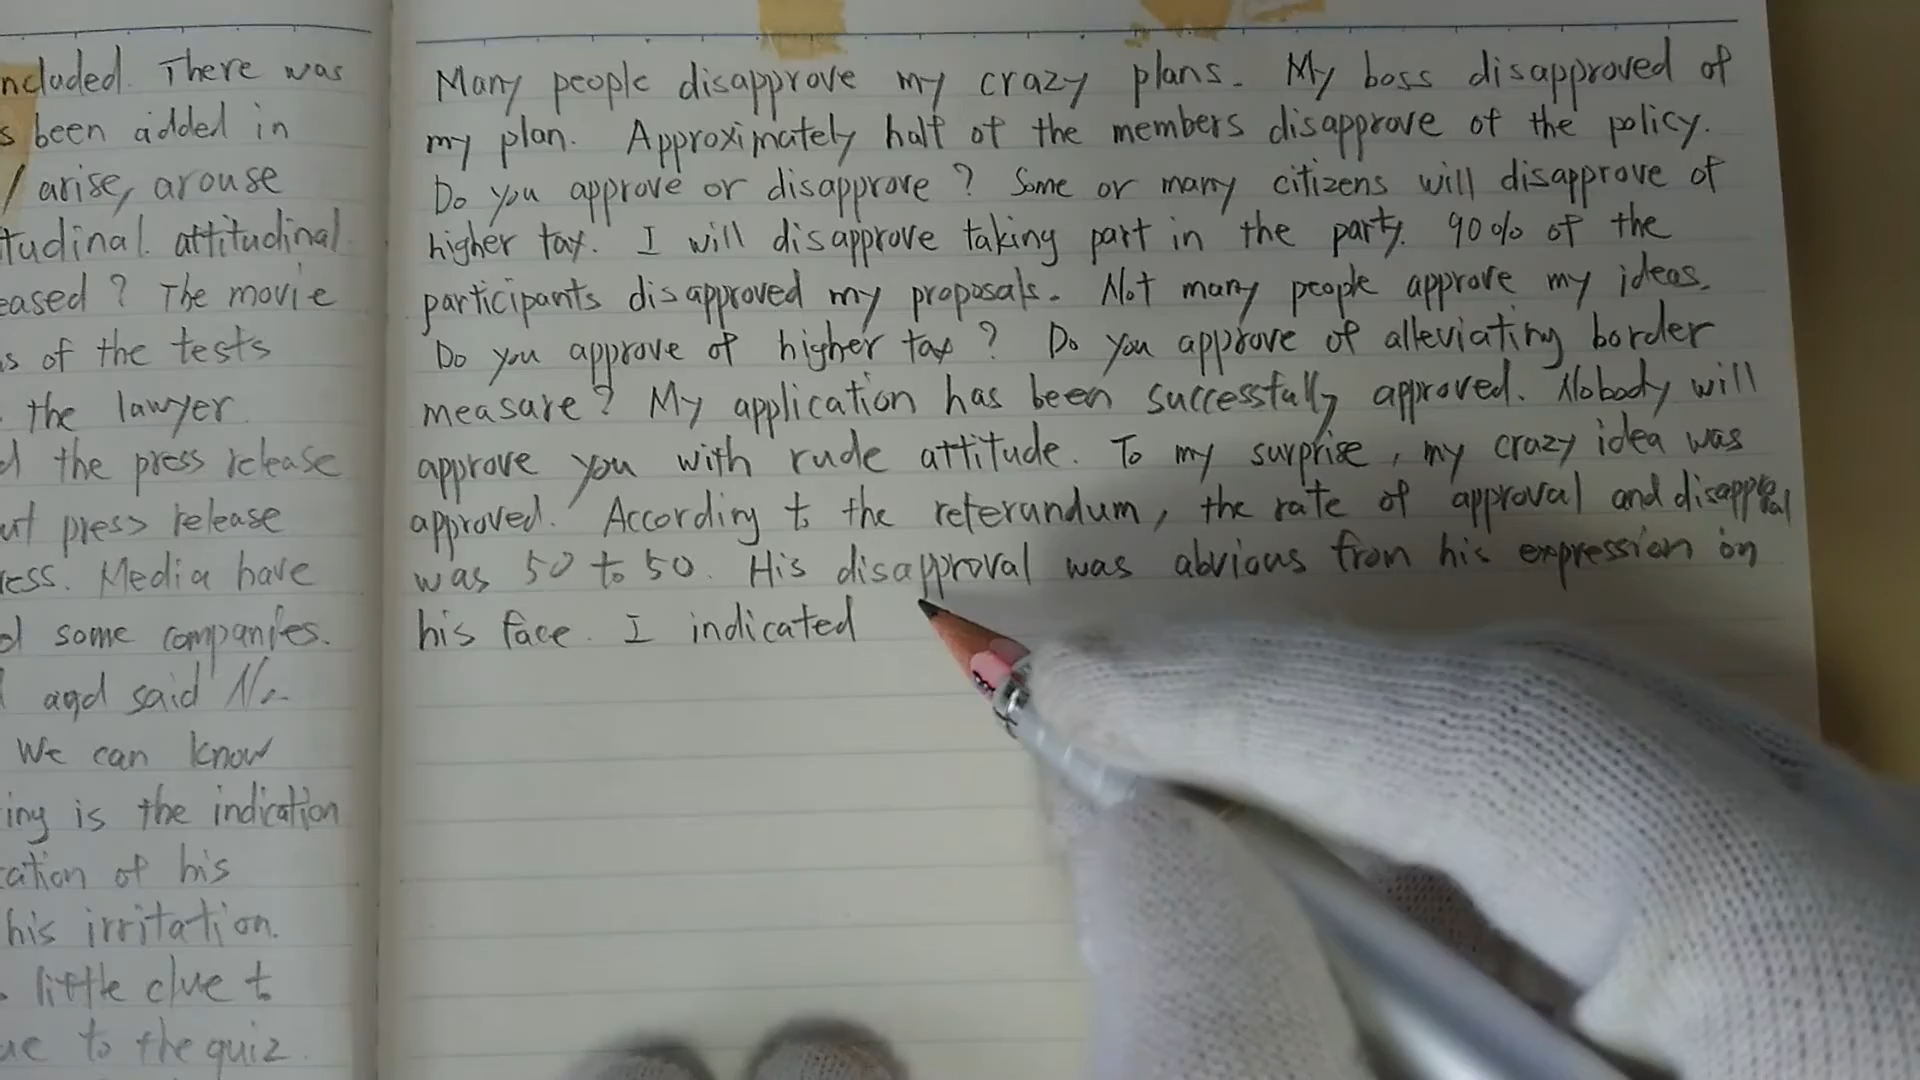 ncluded. There was
s been added in
/ arise, arouse
tudinal. attitudinal.
eased? The movie
s of the tests
the lawyer.
d the press release
ut press release
ress. Media have
d some companies.
and said No
We can know
ing is the indication
cation of his
his irritation.
little clue to
ue to the quiz.
Many people disapprove my crazy plans. My boss disapproved of
my plan. Approximately half of the members disapprove of the policy.
Do you approve or disapprove? Some or many citizens will disapprove of
higher tax. I will disapprove taking part in the party. 90% of the
participants disapproved my proposals. Not many people approve my ideas.
Do you approve of higher tax? Do you approve of alleviating border
measure? My application has been successfully approved. Nobody will
approve you with rude attitude. To my surprise, my crazy idea was
approved. According to the referendum, the rate of approval and
was 50 to 50. His disapproval was abvious from his expression on
his face. I indicated